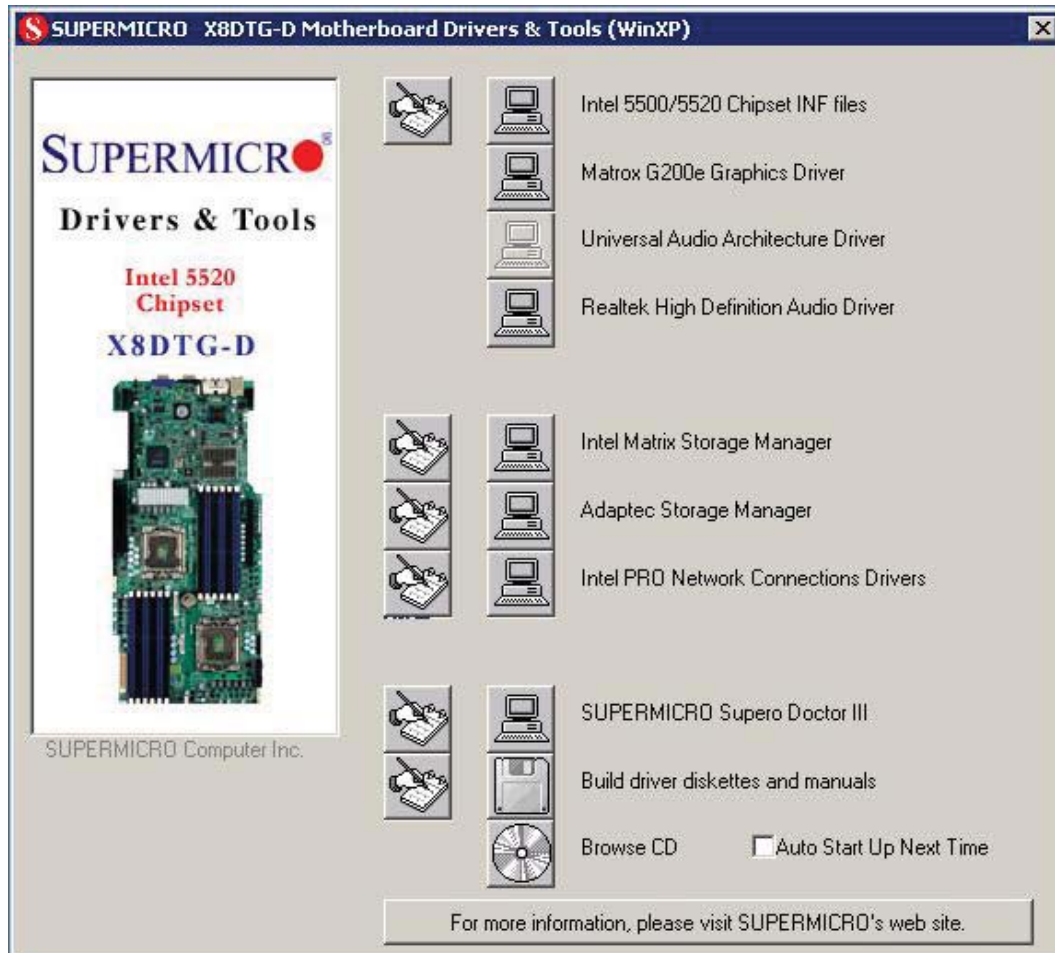 SUPERMICRO X8DTG-D Motherboard Drivers & Tools (WinXP)
SUPERMICRO®
Drivers & Tools
Intel 5520
Chipset
X8DTG-D
SUPERMICRO Computer Inc.
Intel 5500/5520 Chipset INF files
Matrox G200e Graphics Driver
Universal Audio Architecture Driver
Realtek High Definition Audio Driver
Intel Matrix Storage Manager
Adaptec Storage Manager
Intel PRO Network Connections Drivers
SUPERMICRO Supero Doctor III
Build driver diskettes and manuals
Browse CD
Auto Start Up Next Time
For more information, please visit SUPERMICRO's web site.